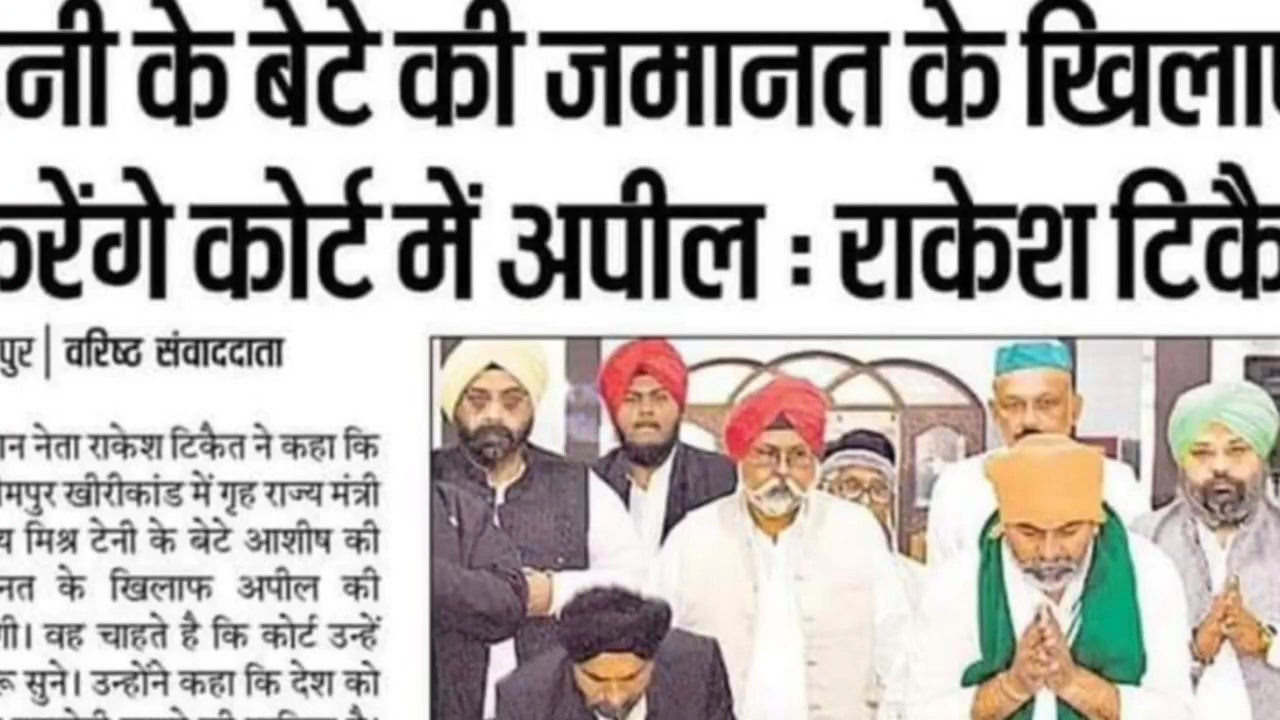 नी के बेटे की जमानत के खिलाफ
करेंगे कोर्ट में अपील : राकेश टिकै
पुर | वरिष्ठ संवाददाता
ान नेता राकेश टिकैत ने कहा कि
ीमपुर खीरीकांड में गृह राज्य मंत्री
य मिश्र टेनी के बेटे आशीष की
नत के खिलाफ अपील की
गी। वह चाहते है कि कोर्ट उन्हें
रू सुने। उन्होंने कहा कि देश को